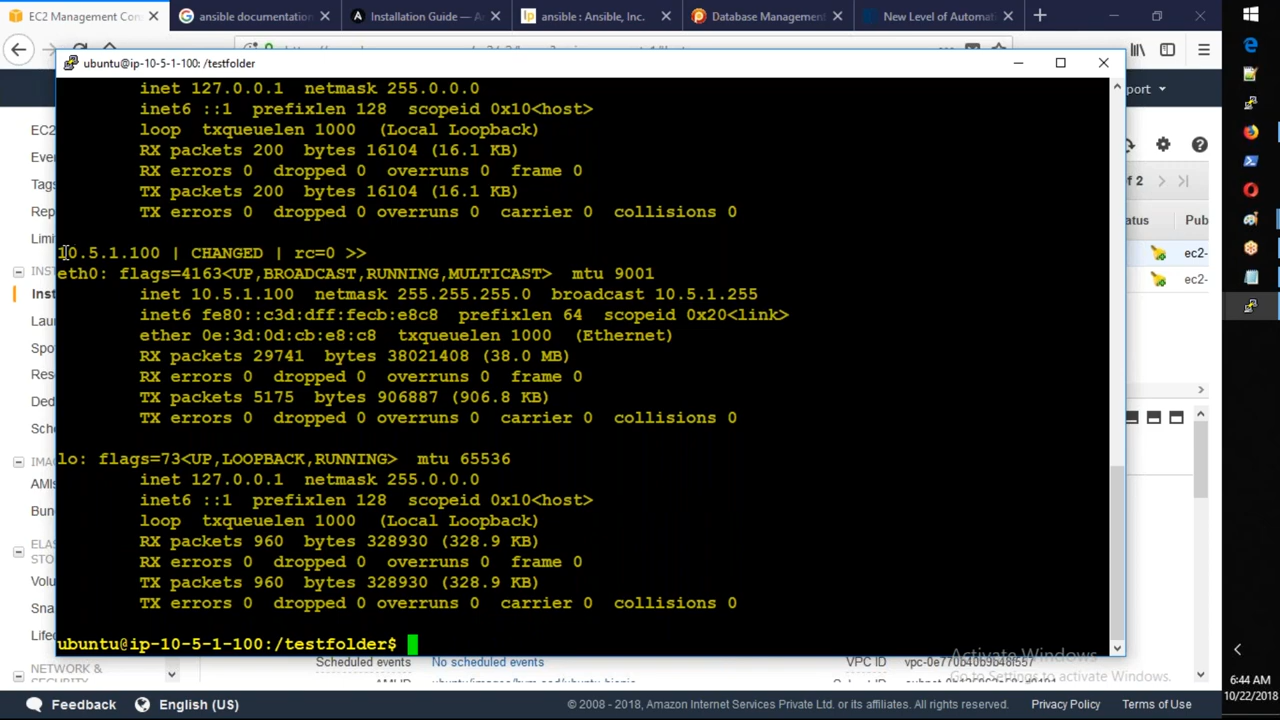 EC2 Management Con
ansible documentation
Installation Guide — A
ansible : Ansible, Inc.
Database Management
New Level of Automat
ubuntu@ip-10-5-1-100: /testfolder
inet 127.0.0.1 netmask 255.0.0.0
inet6 ::1 prefixlen 128 scopeid 0x10<host>
loop txqueuelen 1000 (Local Loopback)
RX packets 200 bytes 16104 (16.1 KB)
RX errors 0 dropped 0 overruns 0 frame 0
TX packets 200 bytes 16104 (16.1 KB)
TX errors 0 dropped 0 overruns 0 carrier 0 collisions 0
10.5.1.100 | CHANGED | rc=0 >>
eth0: flags=4163<UP,BROADCAST,RUNNING,MULTICAST> mtu 9001
inet 10.5.1.100 netmask 255.255.255.0 broadcast 10.5.1.255
inet6 fe80::c3d:dff:fecb:e8c8 prefixlen 64 scopeid 0x20<link>
ether 0e:3d:0d:cb:e8:c8 txqueuelen 1000 (Ethernet)
RX packets 29741 bytes 38021408 (38.0 MB)
RX errors 0 dropped 0 overruns 0 frame 0
TX packets 5175 bytes 906887 (906.8 KB)
TX errors 0 dropped 0 overruns 0 carrier 0 collisions 0
lo: flags=73<UP,LOOPBACK,RUNNING> mtu 65536
inet 127.0.0.1 netmask 255.0.0.0
inet6 ::1 prefixlen 128 scopeid 0x10<host>
loop txqueuelen 1000 (Local Loopback)
RX packets 960 bytes 328930 (328.9 KB)
RX errors 0 dropped 0 overruns 0 frame 0
TX packets 960 bytes 328930 (328.9 KB)
TX errors 0 dropped 0 overruns 0 carrier 0 collisions 0
ubuntu@ip-10-5-1-100:/testfolder$
EC2
Even
Tags
Rep
Limi
INST
Inst
Lau
Spot
Res
Ded
Sche
IMA
AMIs
Bun
ELAS
STO
Volu
Snap
Lifec
NETWORK &
SECURITY
port
f 2
tatus
Pub
ec2-
ec2-
Scheduled events No scheduled events
VPC ID vpc-0e770b40b9b48f557
Activate Windows
Go to Settings to activate Windows.
Feedback English (US)
© 2008 - 2018, Amazon Internet Services Private Ltd. or its affiliates. All rights reserved. Privacy Policy Terms of Use
6:44 AM
10/22/2018